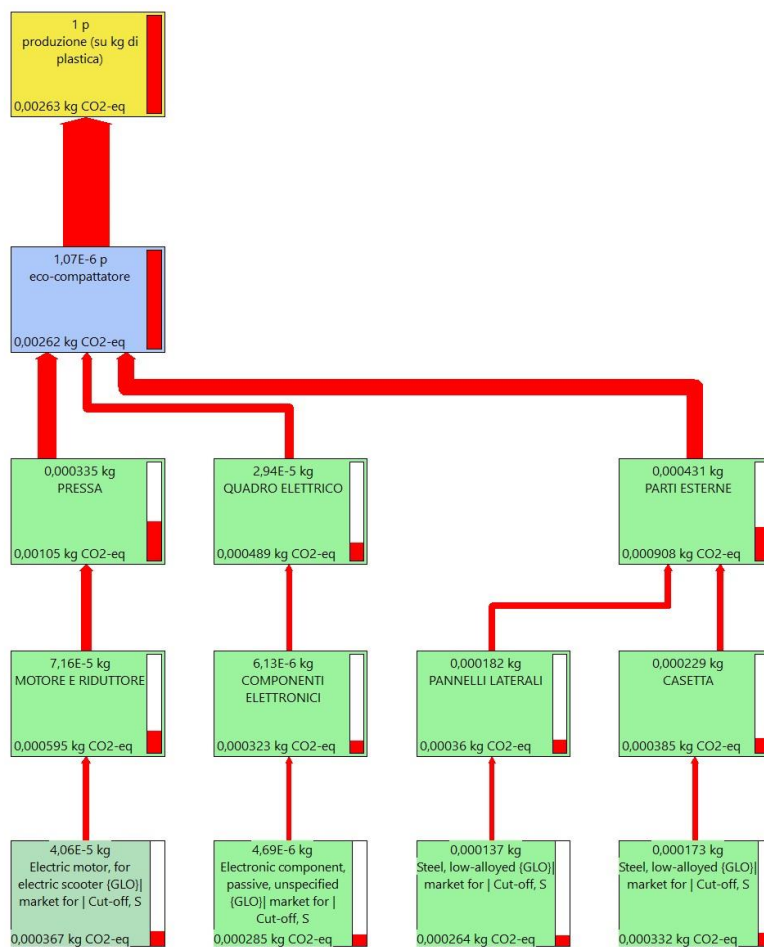 1 p
produzione (su kg di
plastica)
0,00263 kg CO2-eq
1,07E-6 p
eco-compattatore
0,00262 kg CO2-eq
0,000335 kg
PRESSA
0,00105 kg CO2-eq
2,94E-5 kg
QUADRO ELETTRICO
0,000489 kg CO2-eq
0,000431 kg
PARTI ESTERNE
0,000908 kg CO2-eq
7,16E-5 kg
MOTORE E RIDUTTORE
0,000595 kg CO2-eq
6,13E-6 kg
COMPONENTI
ELETTRONICI
0,000323 kg CO2-eq
0,000182 kg
PANNELLI LATERALI
0,00036 kg CO2-eq
0,000229 kg
CASETTA
0,000385 kg CO2-eq
4,06E-5 kg
Electric motor, for
electric scooter {GLO}|
market for | Cut-off, S
0,000367 kg CO2-eq
4,69E-6 kg
Electronic component,
passive, unspecified
{GLO}| market for |
Cut-off, S
0,000285 kg CO2-eq
0,000137 kg
Steel, low-alloyed {GLO}|
market for | Cut-off, S
0,000264 kg CO2-eq
0,000173 kg
Steel, low-alloyed {GLO}|
market for | Cut-off, S
0,000332 kg CO2-eq